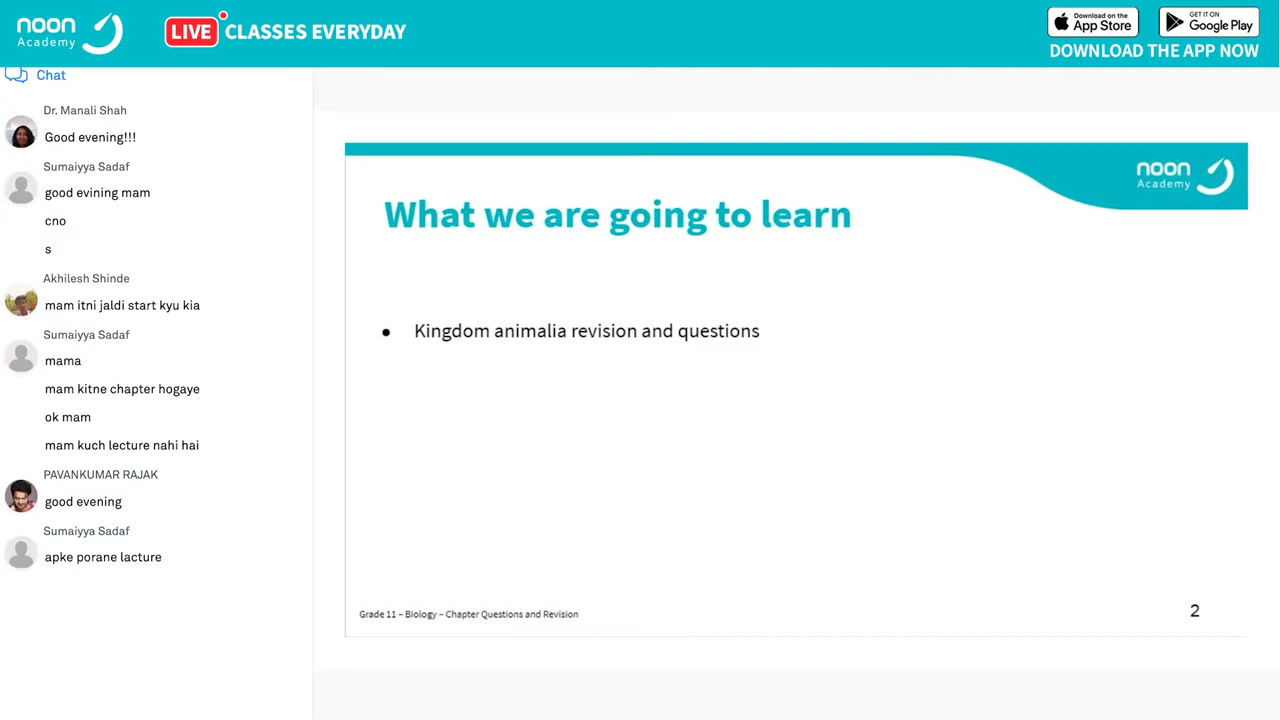 noon
Academy
LIVE CLASSES EVERYDAY
Download on the
App Store
GET IT ON
Google Play
DOWNLOAD THE APP NOW
Chat
Dr. Manali Shah
Good evening!!!
Sumaiyya Sadaf
good evining mam
cno
s
Akhilesh Shinde
mam itni jaldi start kyu kia
Sumaiyya Sadaf
mama
mam kitne chapter hogaye
ok mam
mam kuch lecture nahi hai
PAVANKUMAR RAJAK
good evening
Sumaiyya Sadaf
apke porane lacture
noon
Academy
What we are going to learn
● Kingdom animalia revision and questions
Grade 11 – Biology – Chapter Questions and Revision
2